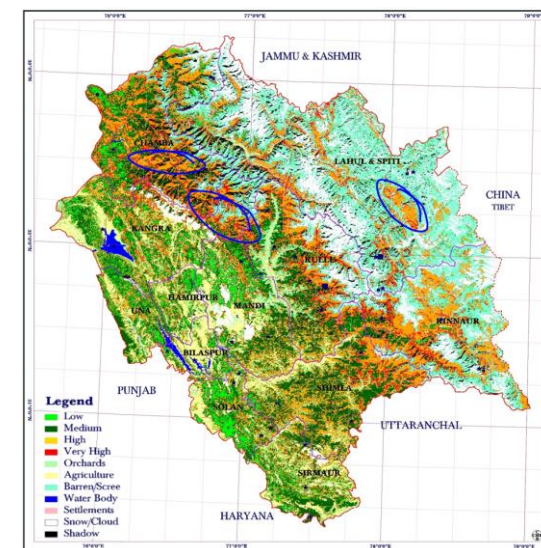 JAMMU & KASHMIR
CHAMBA
LAHUL & SPITI
CHINA
TIBET
KANGRA
KULLU
HAMIRPUR
MANDI
UNA
KINNAUR
BILASPUR
PUNJAB
SHIMLA
SOLAN
UTTARANCHAL
SIRMAUR
HARYANA
Legend
Low
Medium
High
Very High
Orchards
Agriculture
Barren/Scree
Water Body
Settlements
Snow/Cloud
Shadow